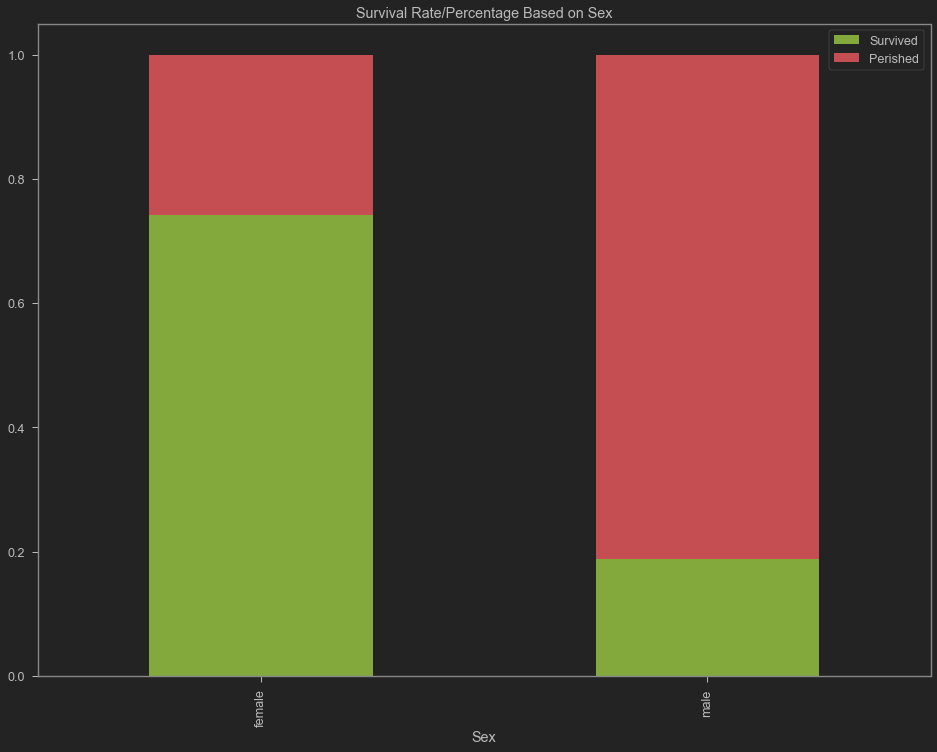 Survival Rate/Percentage Based on Sex
Survived
Perished
1.0
0.8
0.6
0.4
0.2
0.0
female
male
Sex